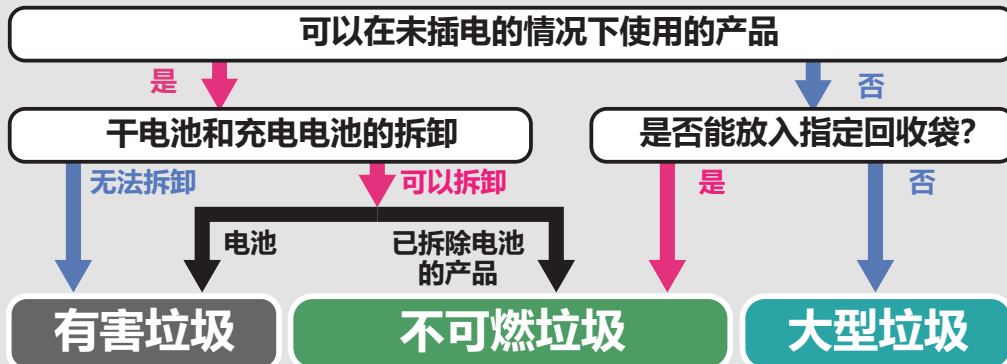 可以在未插电的情况下使用的产品
是
否
干电池和充电电池的拆卸
是否能放入指定回收袋?
无法拆卸
可以拆卸
是
否
电池
已拆除电池
的产品
有害垃圾
不可燃垃圾
大型垃圾